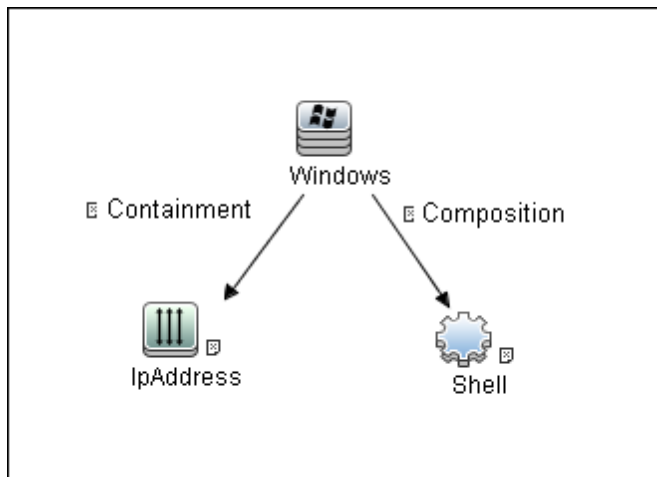 Windows
Containment
Composition
IpAddress
Shell